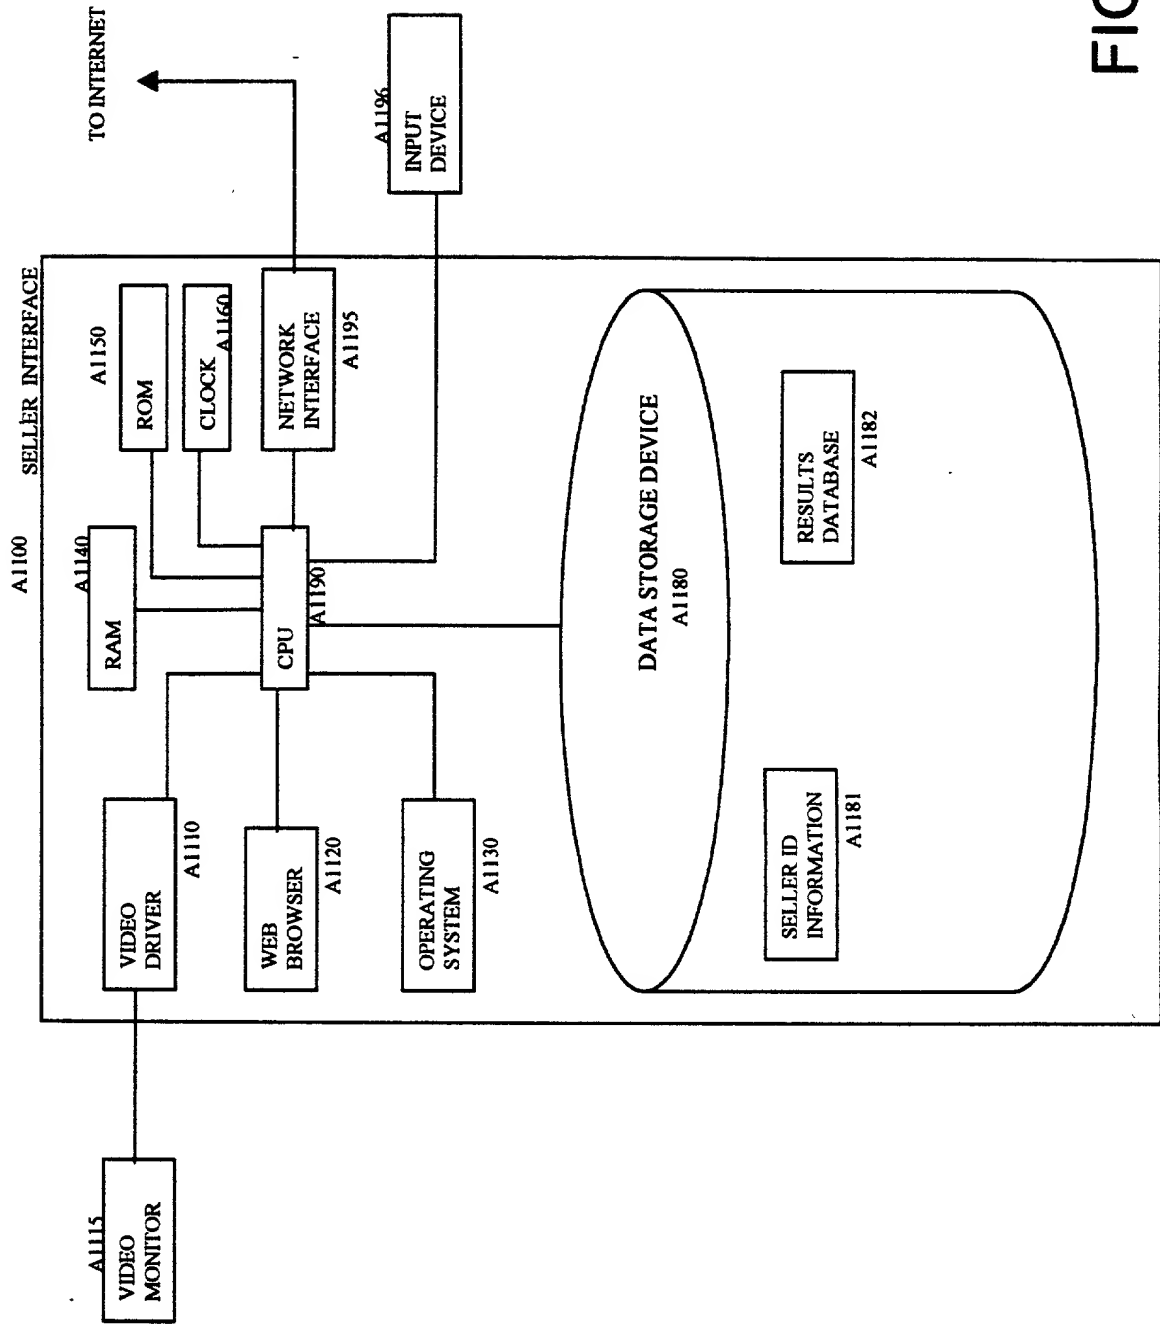 A1100 SELLER INTERFACE
TO INTERNET
A1115
VIDEO
MONITOR
VIDEO
DRIVER
A1110
RAM
A1140
ROM
A1150
CLOCK
A1160
WEB
BROWSER
A1120
CPU
A1190
NETWORK
INTERFACE
A1195
INPUT
DEVICE
A1196
OPERATING
SYSTEM
A1130
DATA STORAGE DEVICE
A1180
SELLER ID
INFORMATION
A1181
RESULTS
DATABASE
A1182